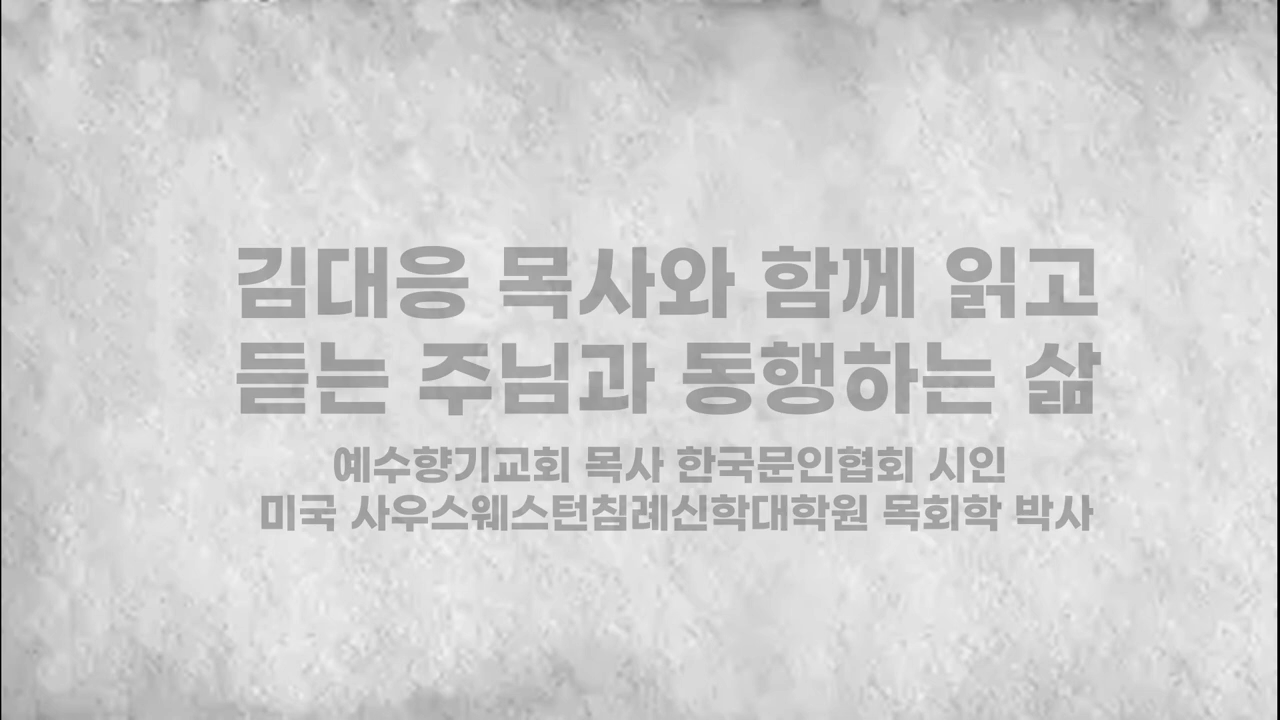 김대응 목사와 함께 읽고
듣는 주님과 동행하는 삶
예수향기교회 목사 한국문인협회 시인
미국 사우스웨스턴침례신학대학원 목회학 박사